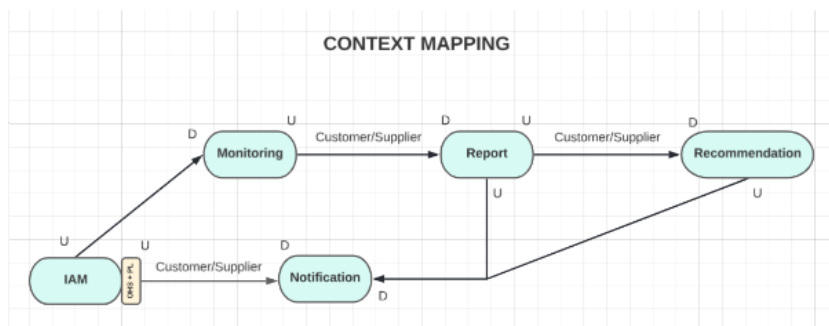 CONTEXT MAPPING
U
D
U
D
D
Customer/Supplier
Customer/Supplier
Monitoring
Report
Recommendation
U
U
U
U
D
Customer/Supplier
IAM
OHS + PL
Notification
D